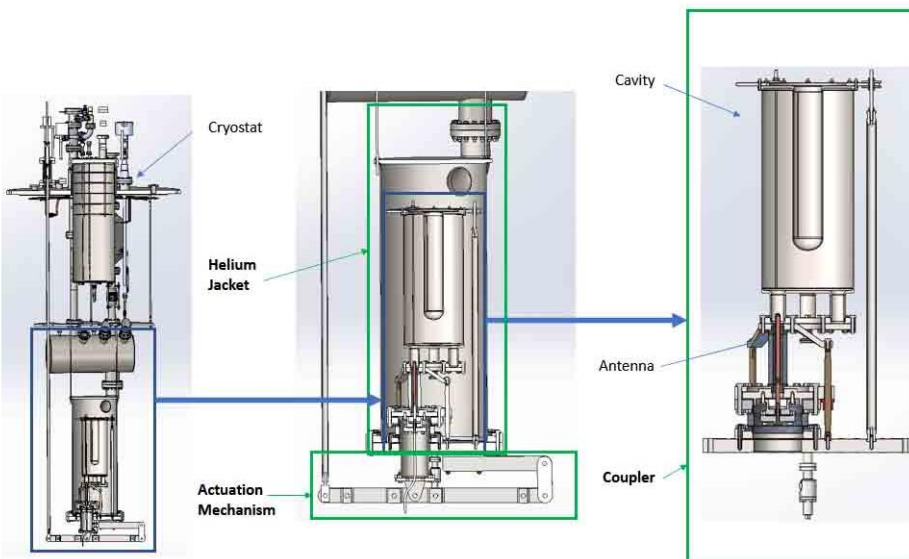 Cryostat
Helium
Jacket
Actuation
Mechanism
Cavity
Antenna
Coupler